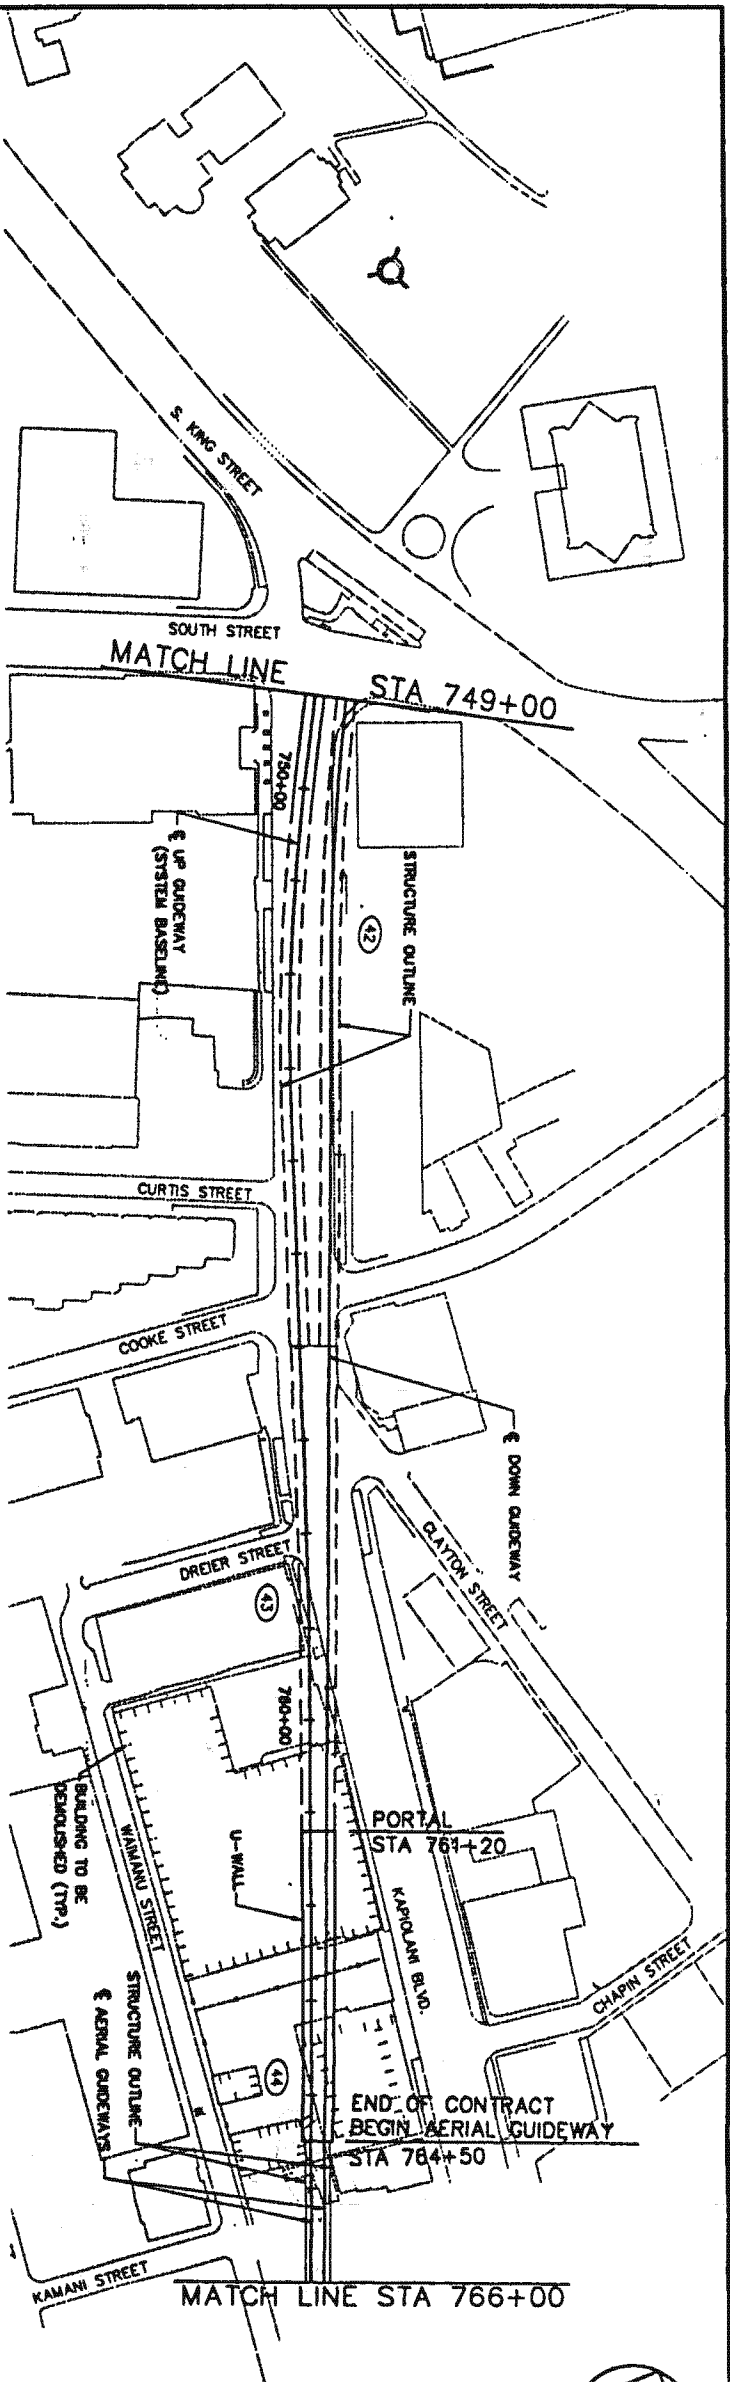 S. KING STREET
SOUTH STREET
MATCH LINE STA 749+00
750+00
℄ UP GUIDEWAY
(SYSTEM BASELINE)
STRUCTURE OUTLINE
42
CURTIS STREET
COOKE STREET
℄ DOWN GUIDEWAY
CLAYTON STREET
DREIER STREET
43
760+00
BUILDING TO BE
DEMOLISHED (TYP.)
WAIMANU STREET
U-WALL
PORTAL
STA 761+20
KAPIOLANI BLVD.
CHAPIN STREET
STRUCTURE OUTLINE
℄ AERIAL GUIDEWAYS
44
END OF CONTRACT
BEGIN AERIAL GUIDEWAY
STA 764+50
KAMANI STREET
MATCH LINE STA 766+00